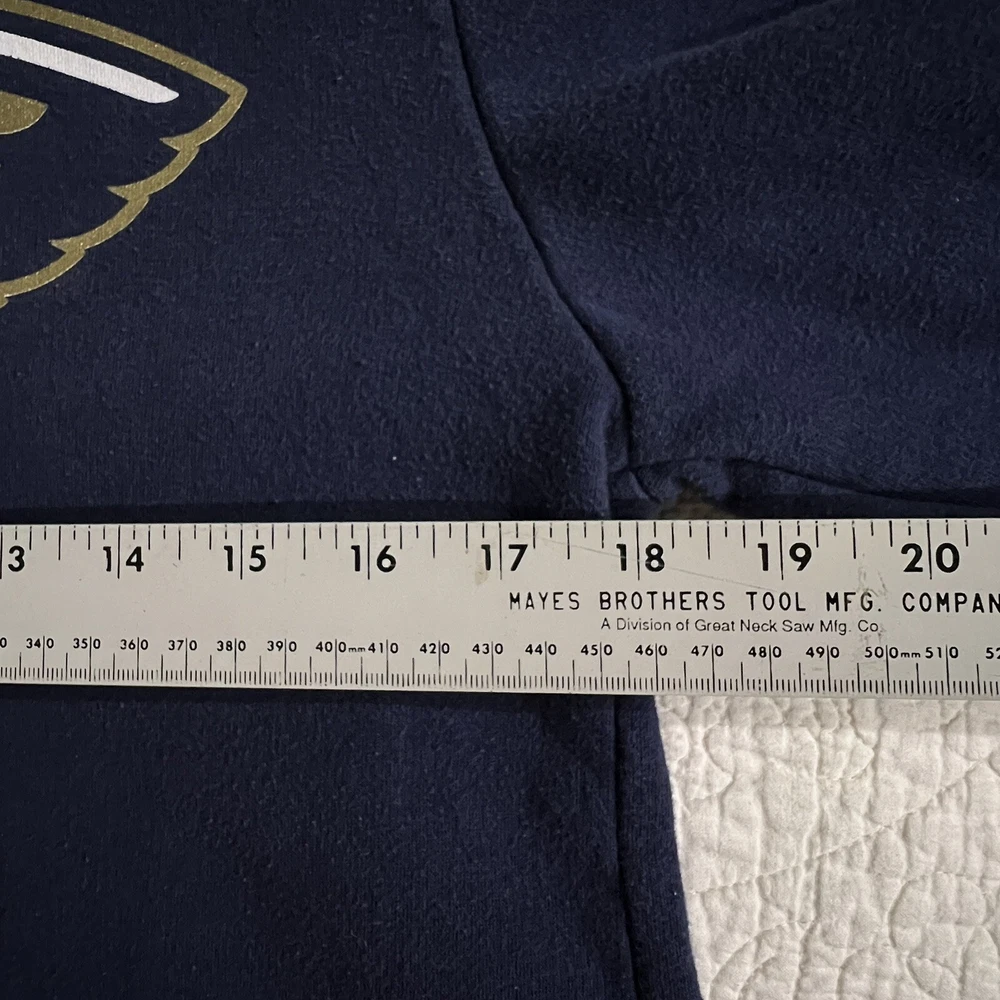 3 14 15 16 17 18 19 20
MAYES BROTHERS TOOL MFG. COMPAN
A Division of Great Neck Saw Mfg. Co.
0 340 350 360 370 380 390 400mm 410 420 430 440 450 460 470 480 490 500mm 510 52